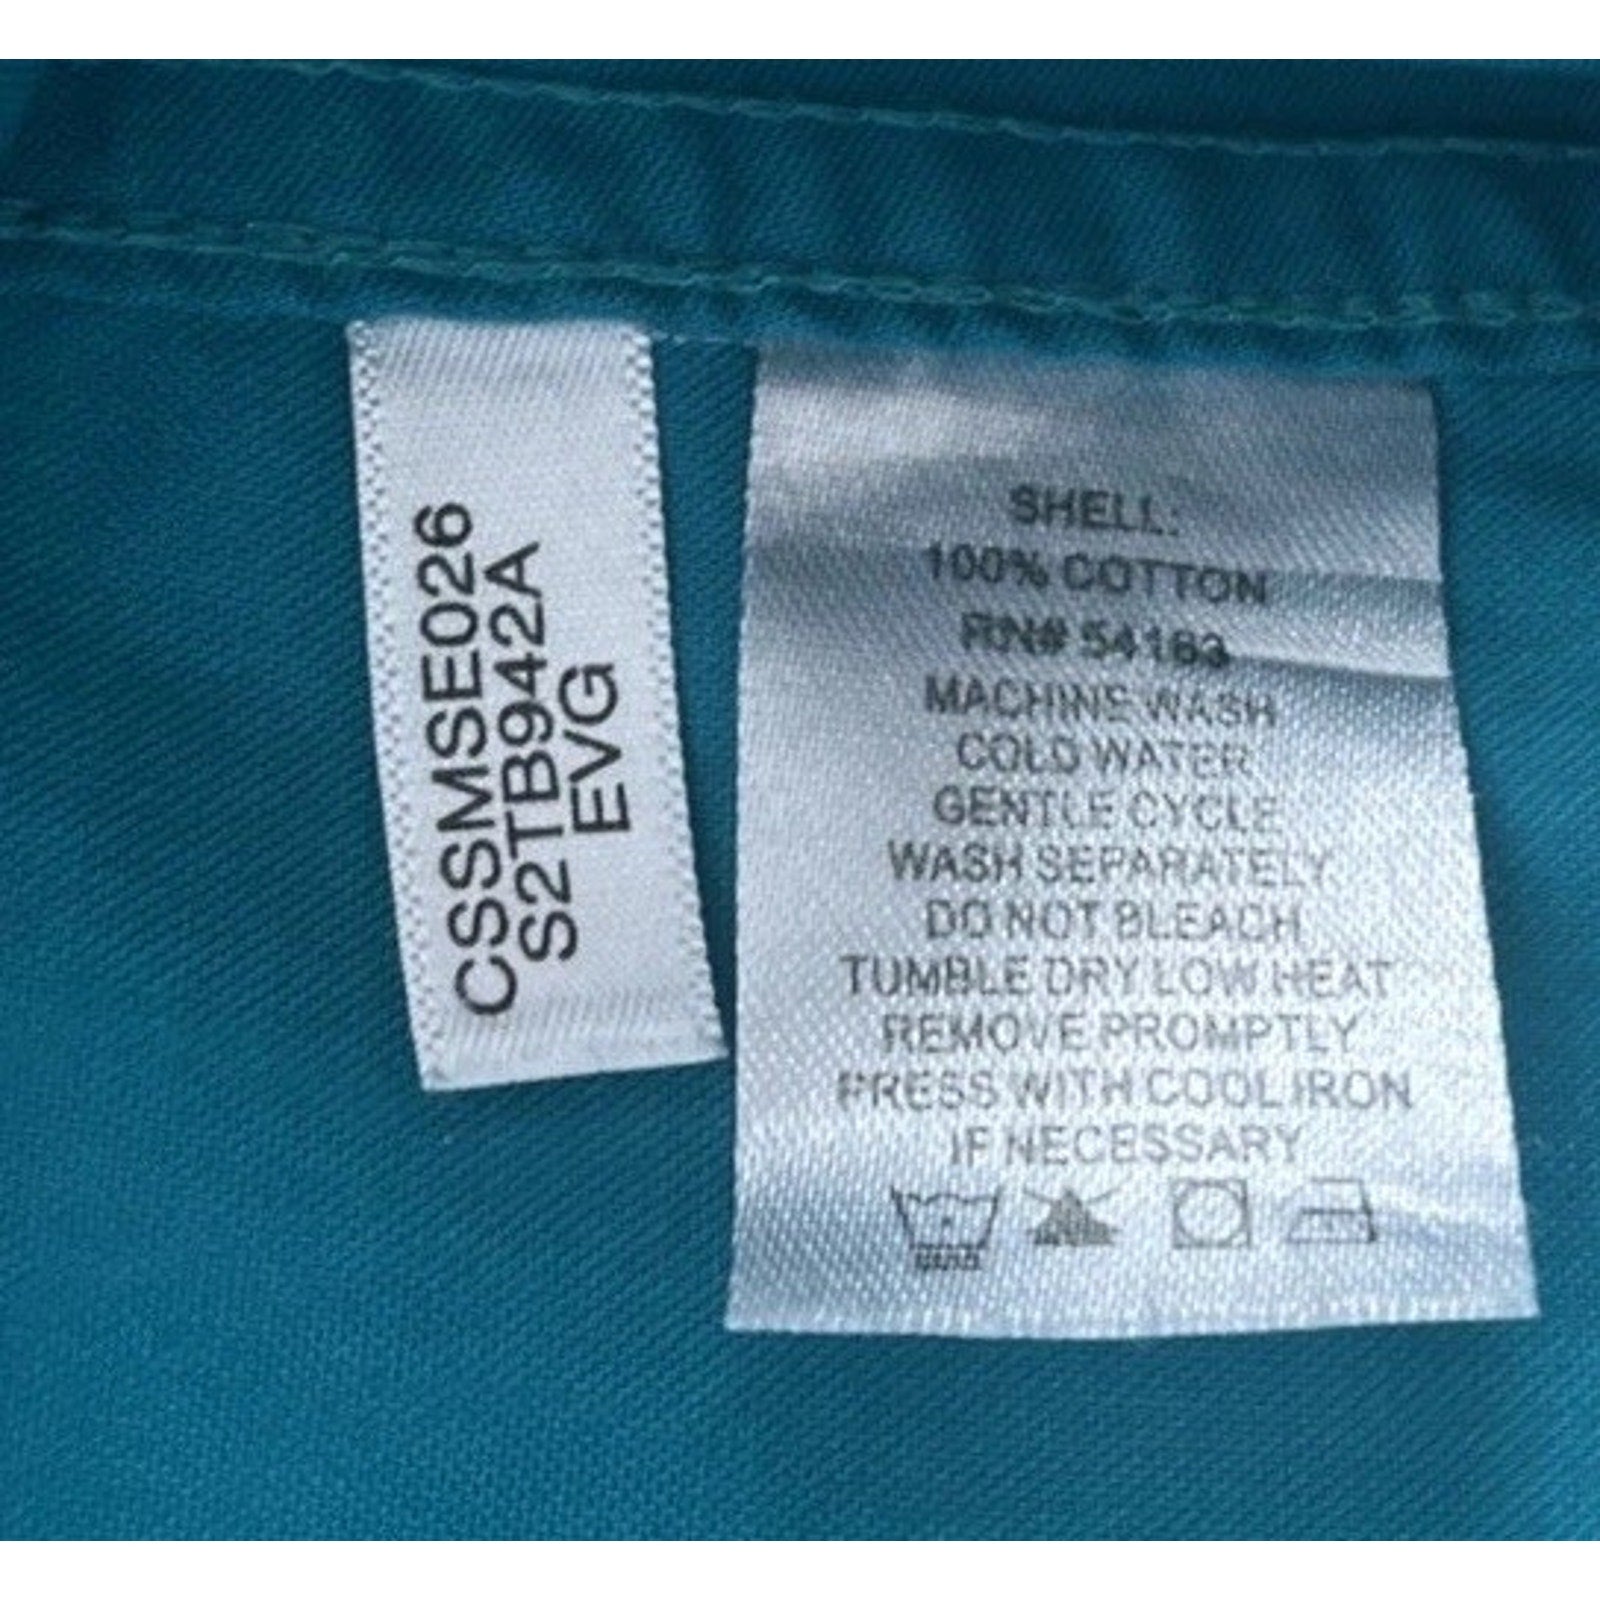 CSSMSE026
S2TB942A
EVG
SHELL:
100% COTTON
RN# 54163
MACHINE WASH
COLD WATER
GENTLE CYCLE
WASH SEPARATELY
DO NOT BLEACH
TUMBLE DRY LOW HEAT
REMOVE PROMPTLY
PRESS WITH COOL IRON
IF NECESSARY